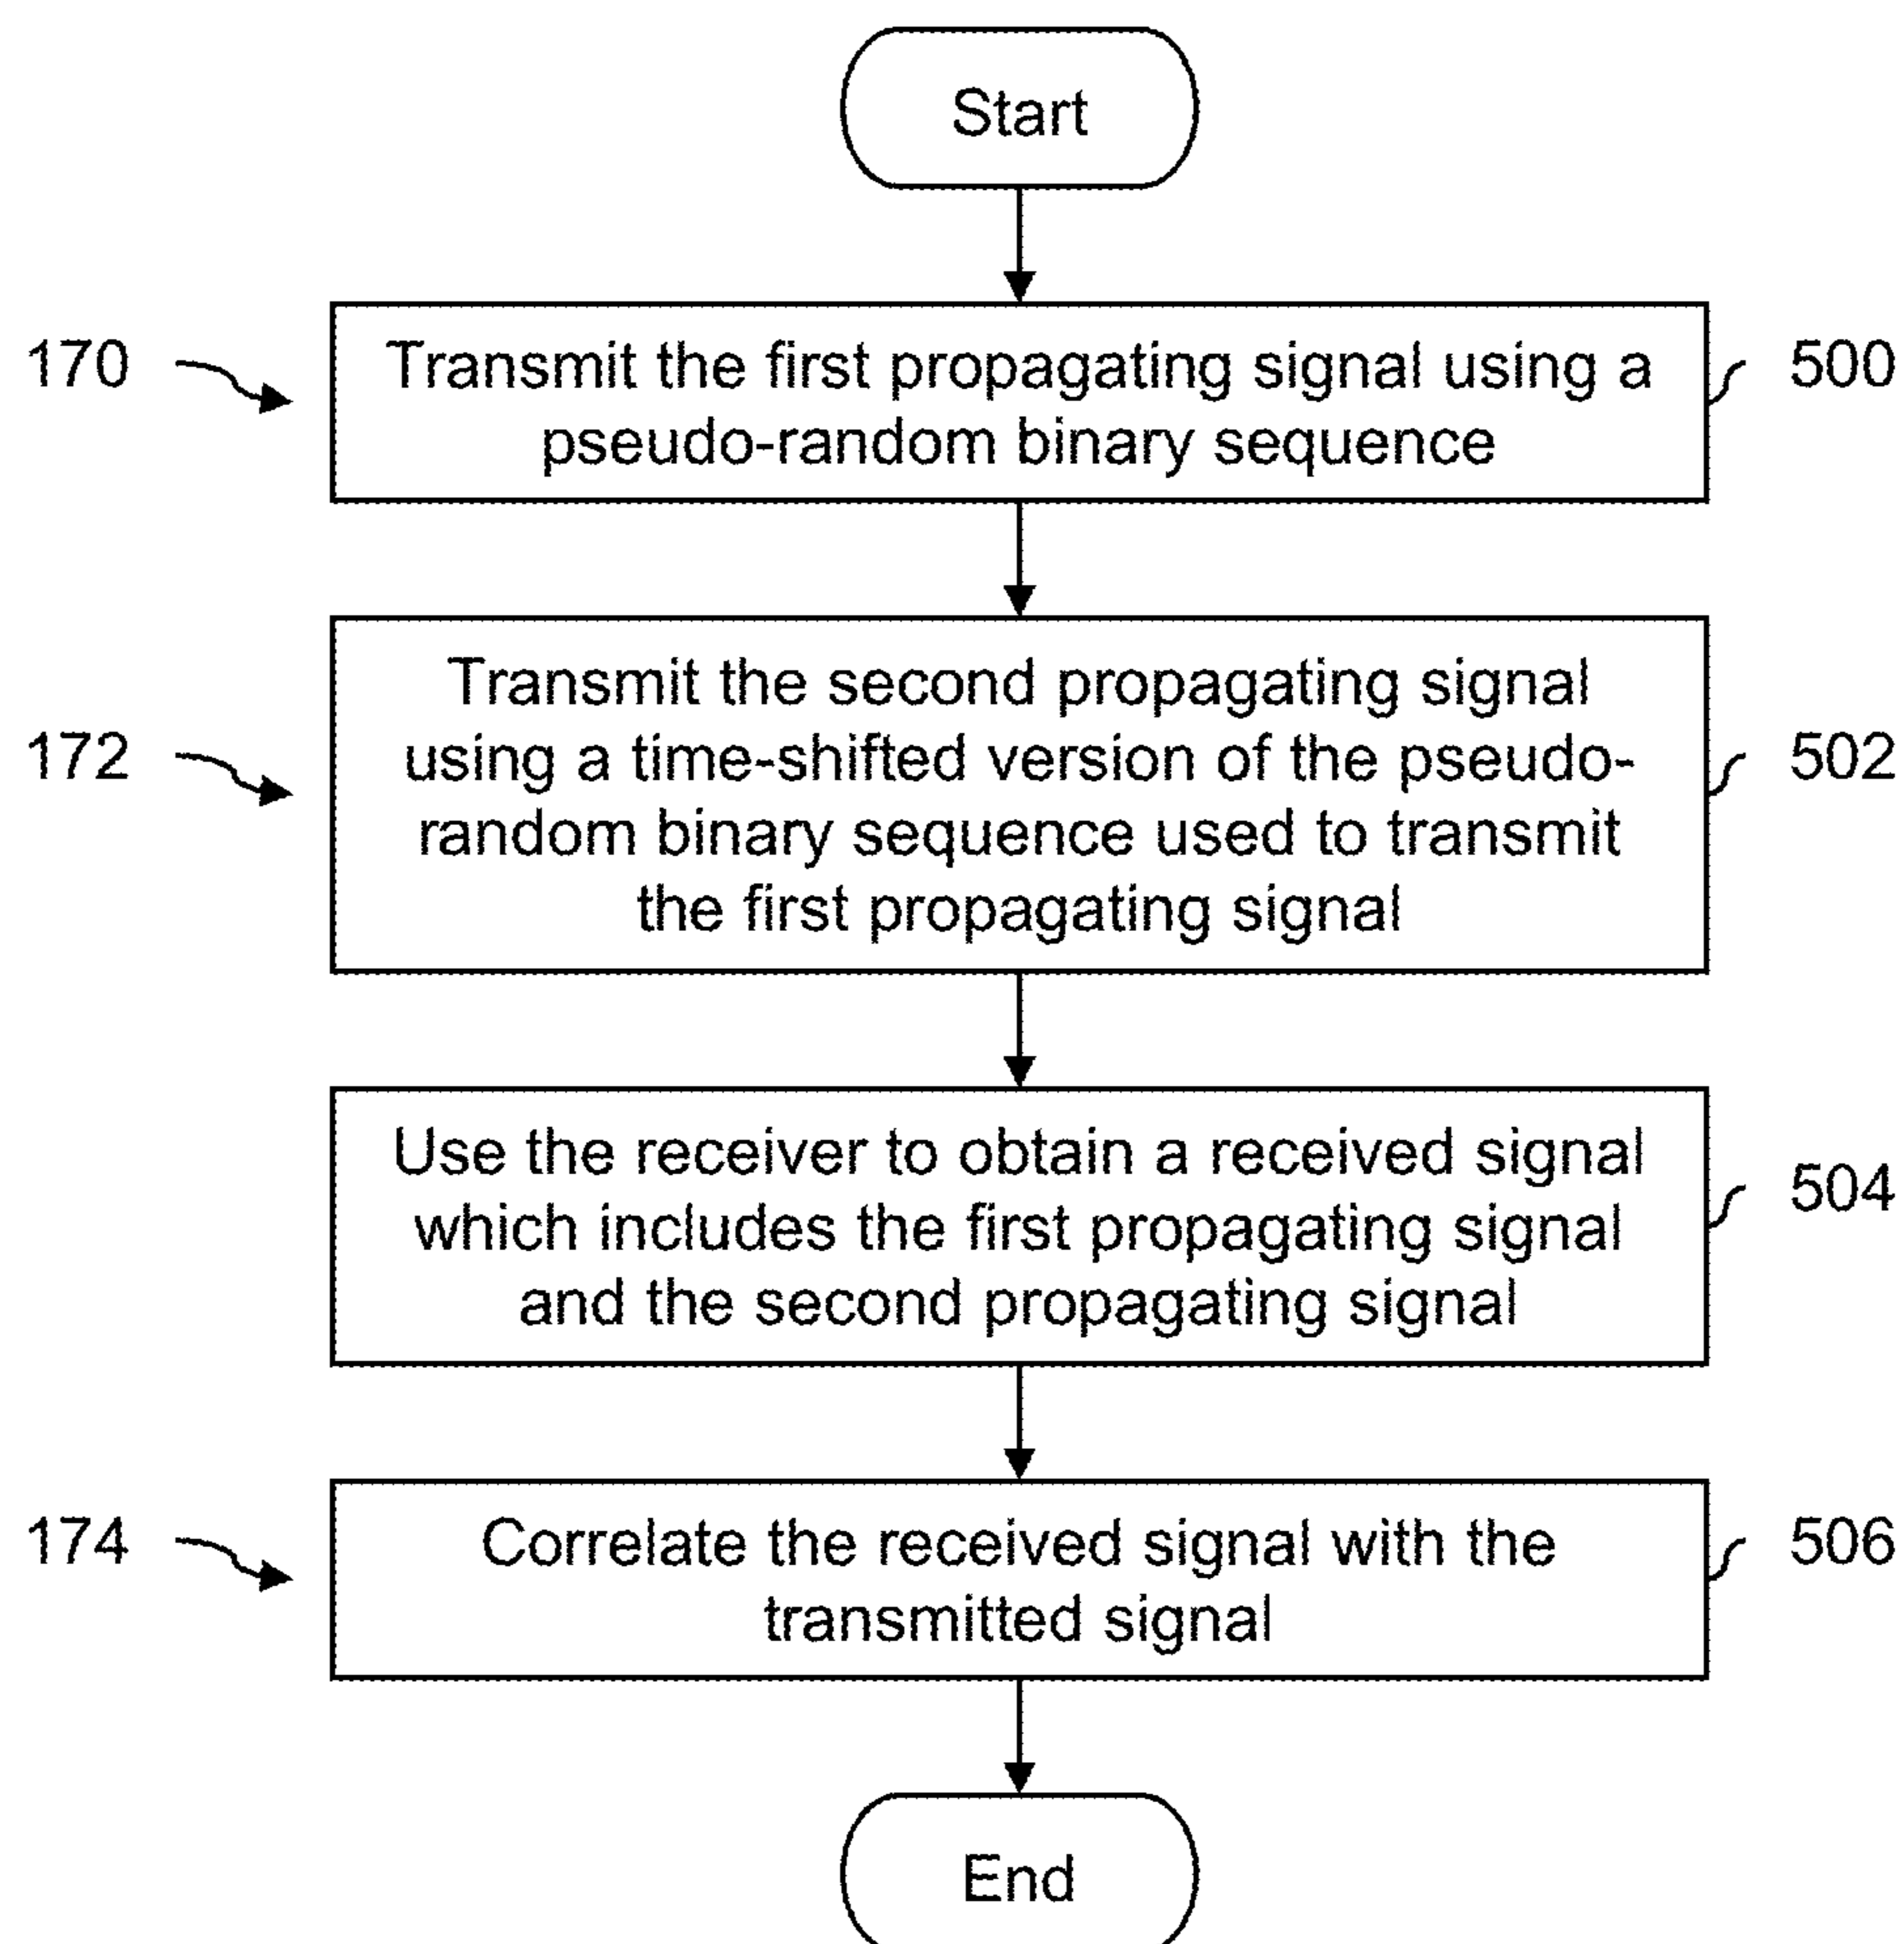 Start
170
Transmit the first propagating signal using a
pseudo-random binary sequence
500
172
Transmit the second propagating signal
using a time-shifted version of the pseudo-
random binary sequence used to transmit
the first propagating signal
502
Use the receiver to obtain a received signal
which includes the first propagating signal
and the second propagating signal
504
174
Correlate the received signal with the
transmitted signal
506
End